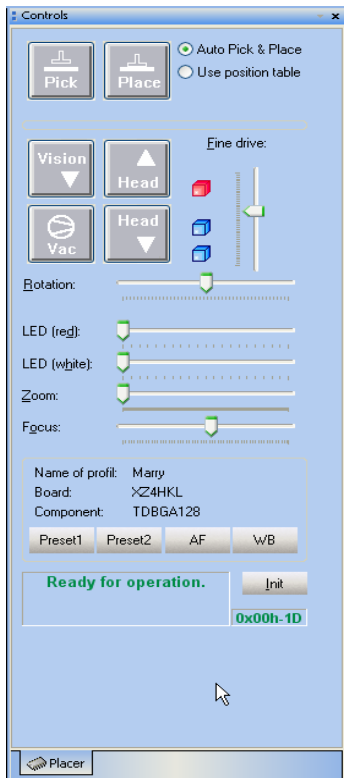 Controls
Pick
Place
Auto Pick & Place
Use position table
Fine drive:
Vision
Head
Vac
Head
Rotation:
LED (red):
LED (white):
Zoom:
Focus:
Name of profil: Marry
Board: XZ4HKL
Component: TDBGA128
Preset1 Preset2 AF WB
Ready for operation. Init
0x00h-1D
Placer